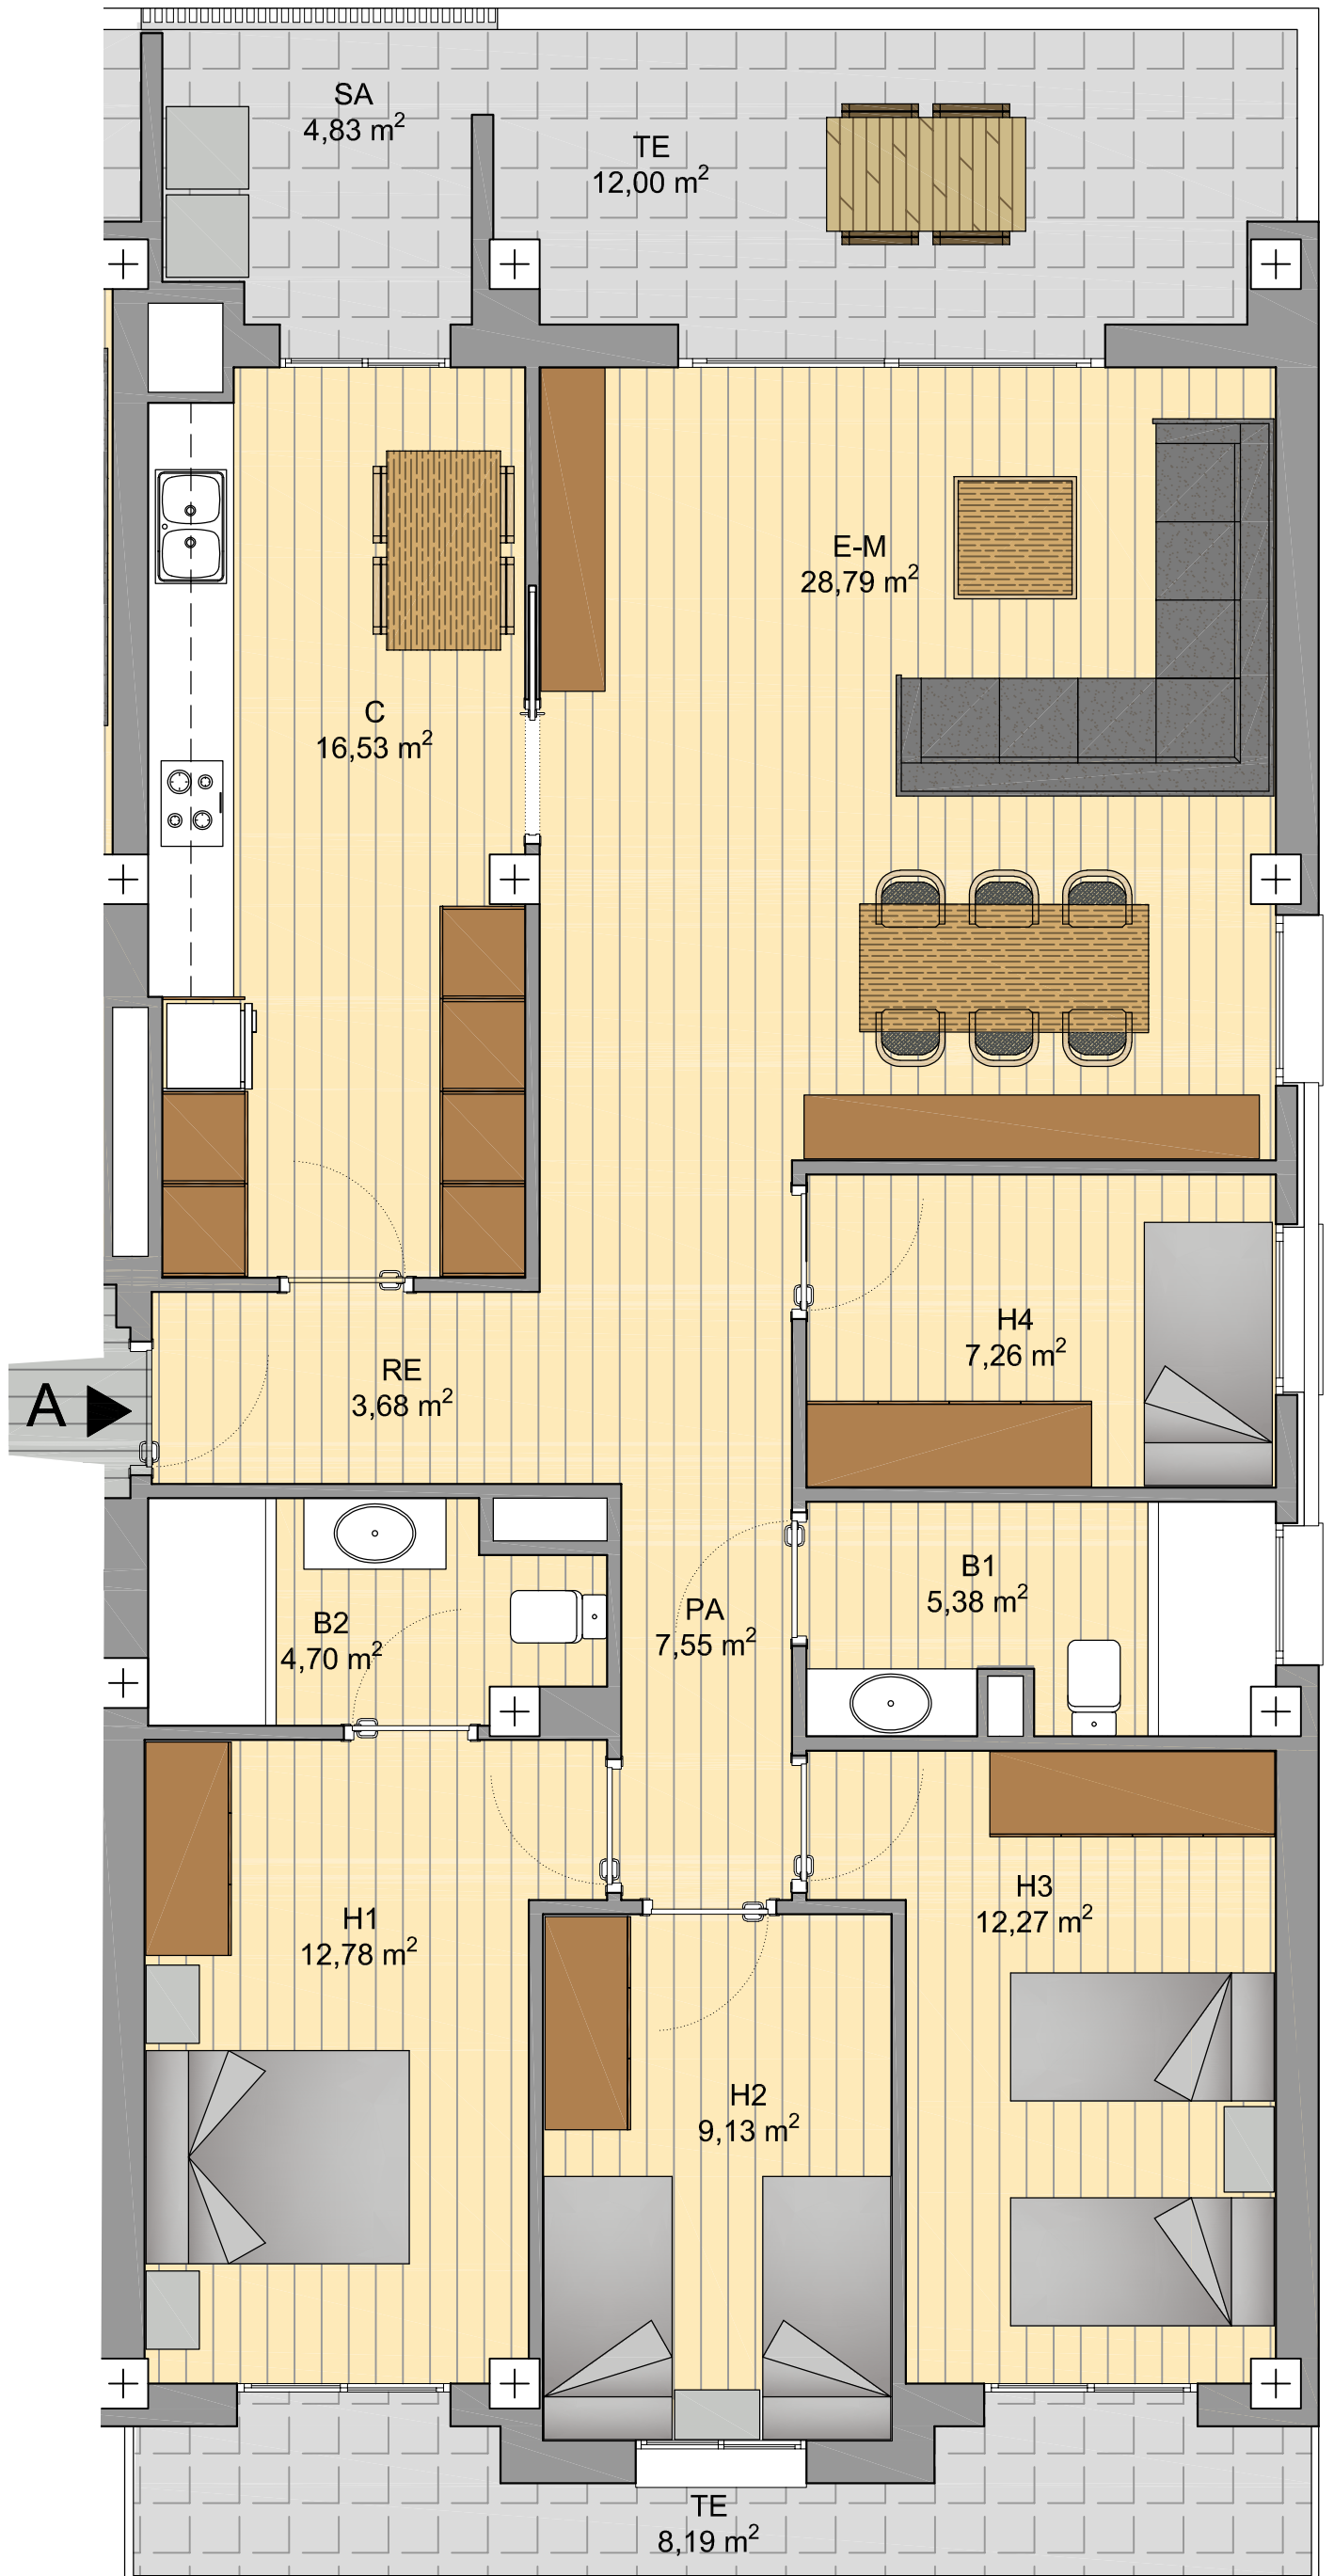 SA
4,83 m²
TE
12,00 m²
E-M
28,79 m²
C
16,53 m²
H4
7,26 m²
RE
3,68 m²
A
B1
5,38 m²
B2
4,70 m²
PA
7,55 m²
H3
12,27 m²
H1
12,78 m²
H2
9,13 m²
TE
8,19 m²